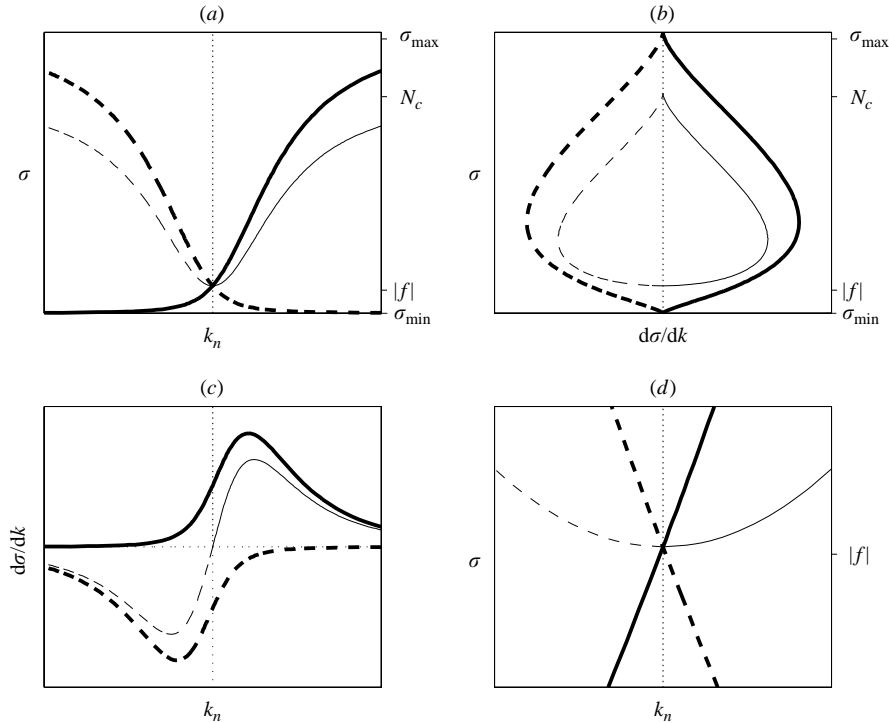 (a)
σ
σmax
Nc
|f|
σmin
kn
(b)
σ
σmax
Nc
|f|
σmin
dσ/dk
(c)
dσ/dk
kn
(d)
σ
|f|
kn